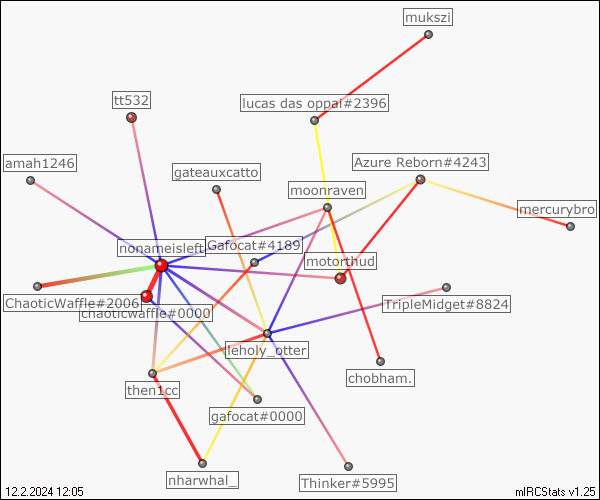 mukszi
tt532
lucas das oppai#2396
amah1246
gateauxcatto
Azure Reborn#4243
moonraven
mercurybro
nonameisleft
Gafocat#4189
motorthud
ChaoticWaffle#2006
chaoticwaffle#0000
TripleMidget#8824
leholy_otter
chobham.
then1cc
gafocat#0000
nharwhal_
Thinker#5995
12.2.2024 12:05
mIRCStats v1.25